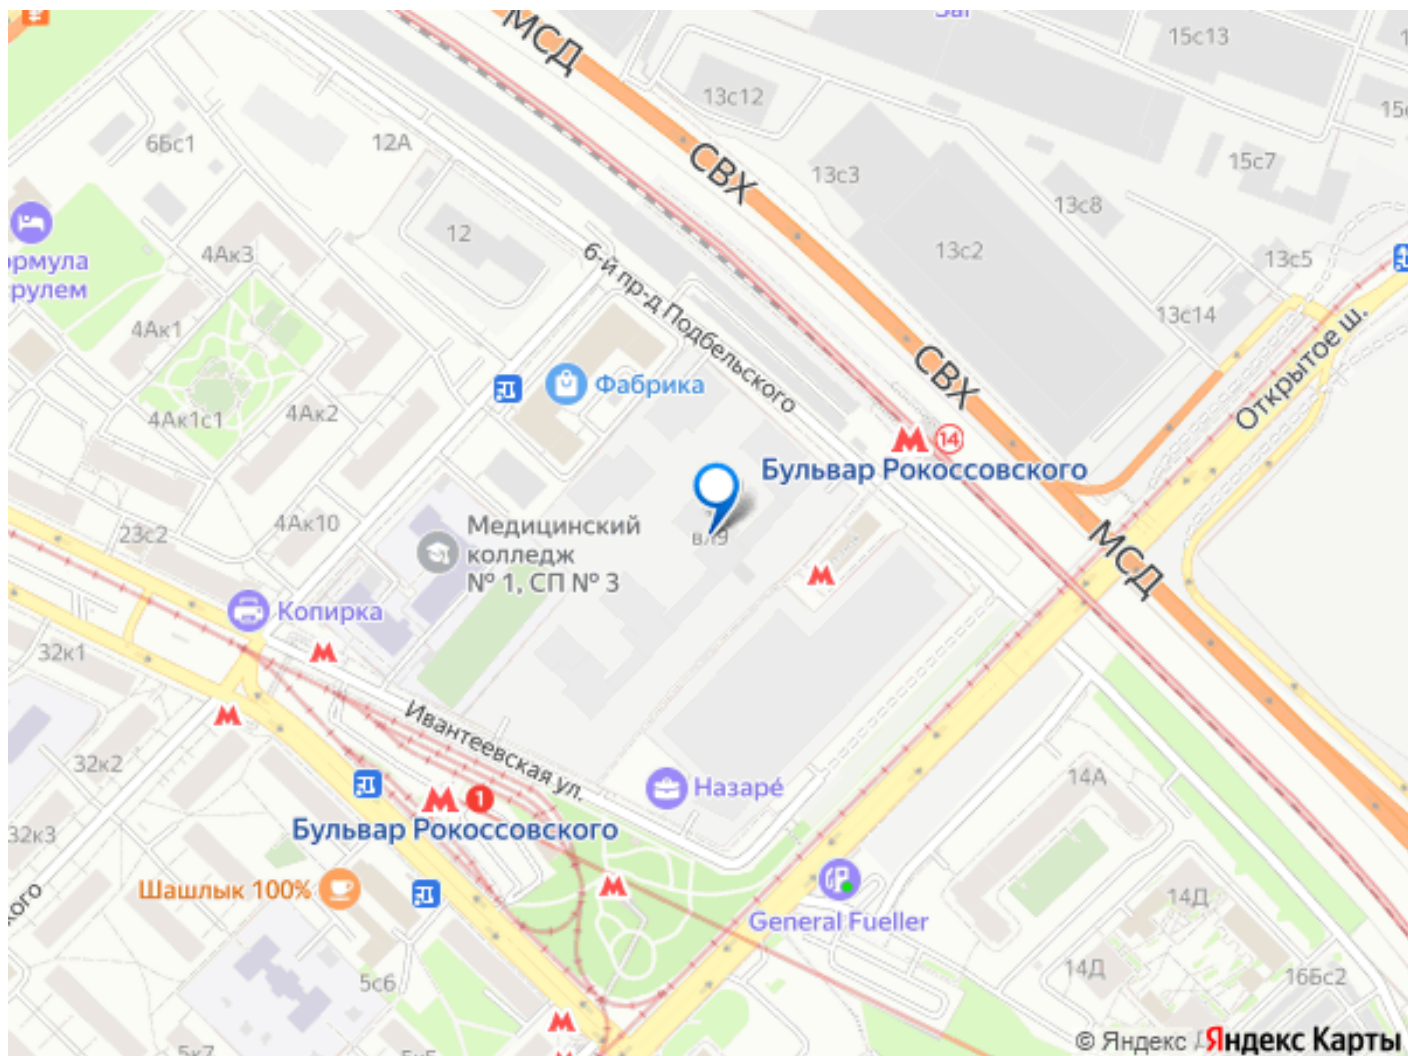 МСД
15с13
13с12
6Бс1
12А
СВХ
15с7
13с3
13с8
4Ак3
12
6-й пр-д Подбельского
13с2
13с5
13с14
Открытое ш.
4Ак1
Фабрика
СВХ
4Ак1с1
4Ак2
14
Бульвар Рокоссовского
23с2
4Ак10
Медицинский
колледж
№ 1, СП № 3
вл9
МСД
Копирка
32к1
Ивантеевская ул.
32к2
Назаре́
14А
1
Бульвар Рокоссовского
32к3
Шашлык 100%
General Fueller
14Д
14Д
16Бс2
5с6
5к7
© Яндекс
Яндекс Карты